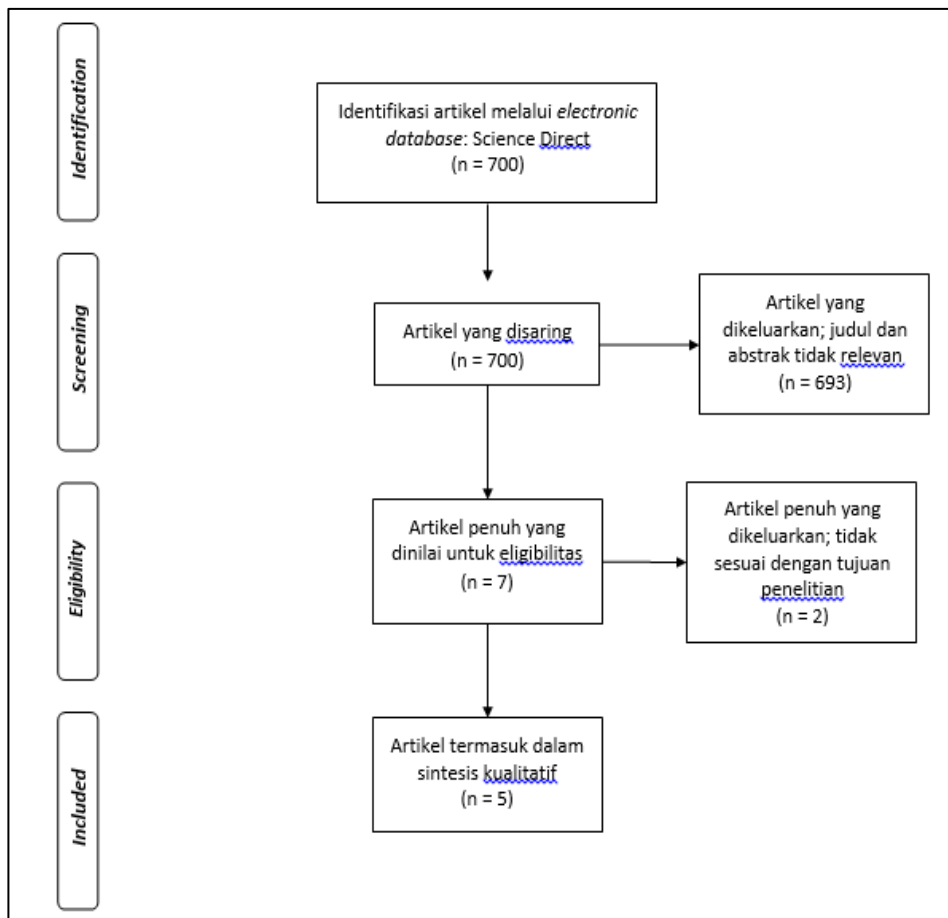 Identification
Identifikasi artikel melalui electronic
database: Science Direct
(n = 700)
Screening
Artikel yang disaring
(n = 700)
Artikel yang
dikeluarkan; judul dan
abstrak tidak relevan
(n = 693)
Eligibility
Artikel penuh yang
dinilai untuk eligibilitas
(n = 7)
Artikel penuh yang
dikeluarkan; tidak
sesuai dengan tujuan
penelitian
(n = 2)
Included
Artikel termasuk dalam
sintesis kualitatif
(n = 5)